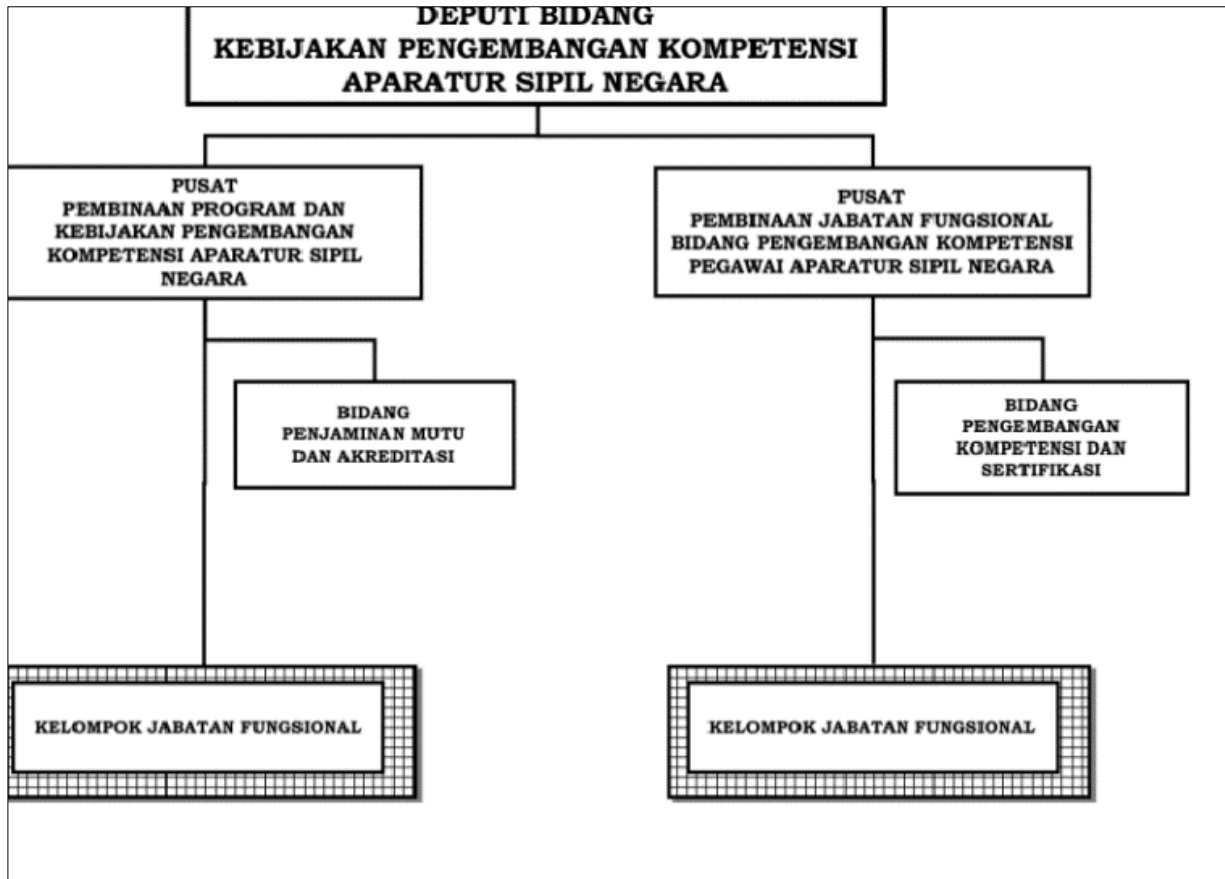 DEPUTI BIDANG
KEBIJAKAN PENGEMBANGAN KOMPETENSI
APARATUR SIPIL NEGARA
PUSAT
PEMBINAAN PROGRAM DAN
KEBIJAKAN PENGEMBANGAN
KOMPETENSI APARATUR SIPIL
NEGARA
PUSAT
PEMBINAAN JABATAN FUNGSIONAL
BIDANG PENGEMBANGAN KOMPETENSI
PEGAWAI APARATUR SIPIL NEGARA
BIDANG
PENJAMINAN MUTU
DAN AKREDITASI
BIDANG
PENGEMBANGAN
KOMPETENSI DAN
SERTIFIKASI
KELOMPOK JABATAN FUNGSIONAL
KELOMPOK JABATAN FUNGSIONAL